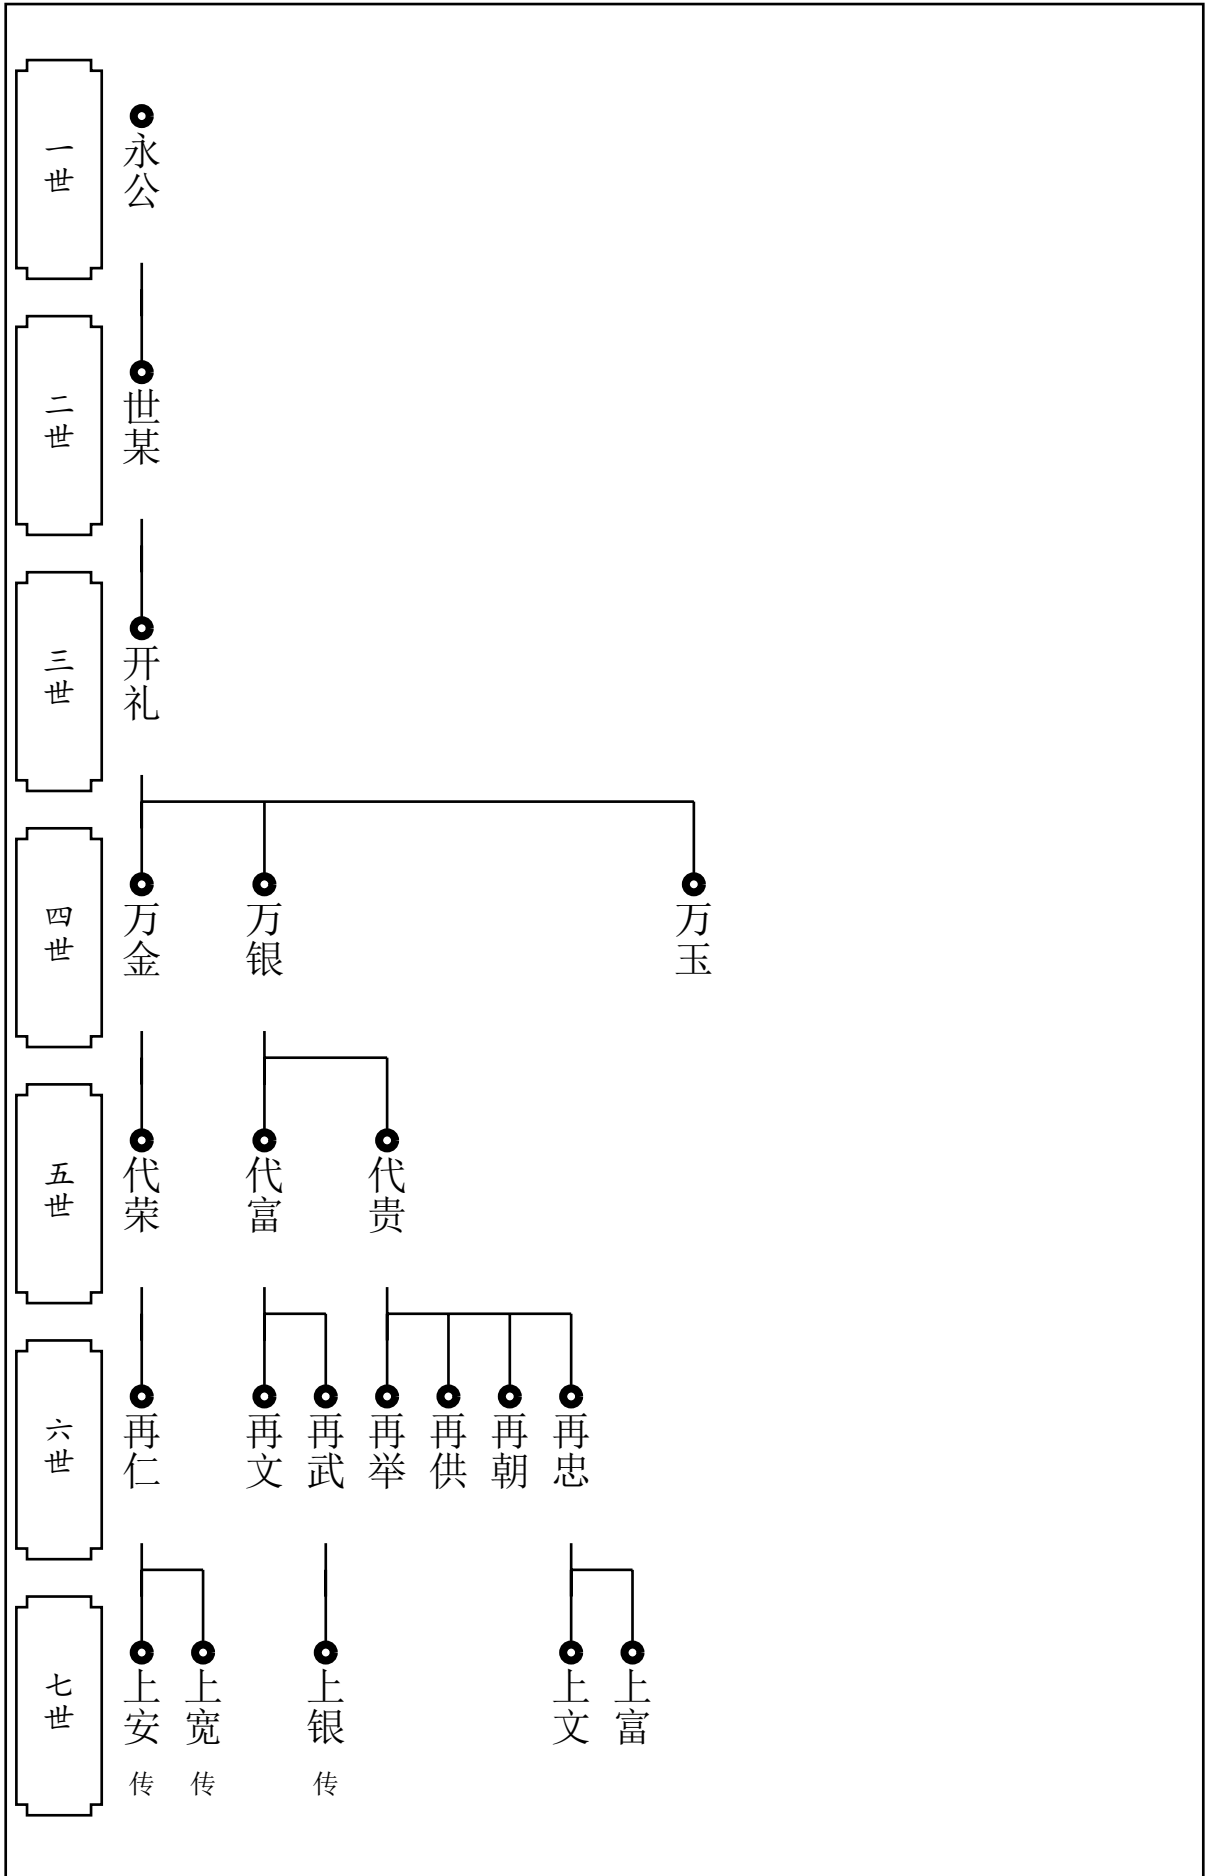 一世
永公
二世
世某
三世
开礼
四世
万金
万银
万玉
五世
代荣
代富
代贵
六世
再仁
再文
再武
再举
再供
再朝
再忠
七世
上安
传
上宽
传
上银
传
上文
上富